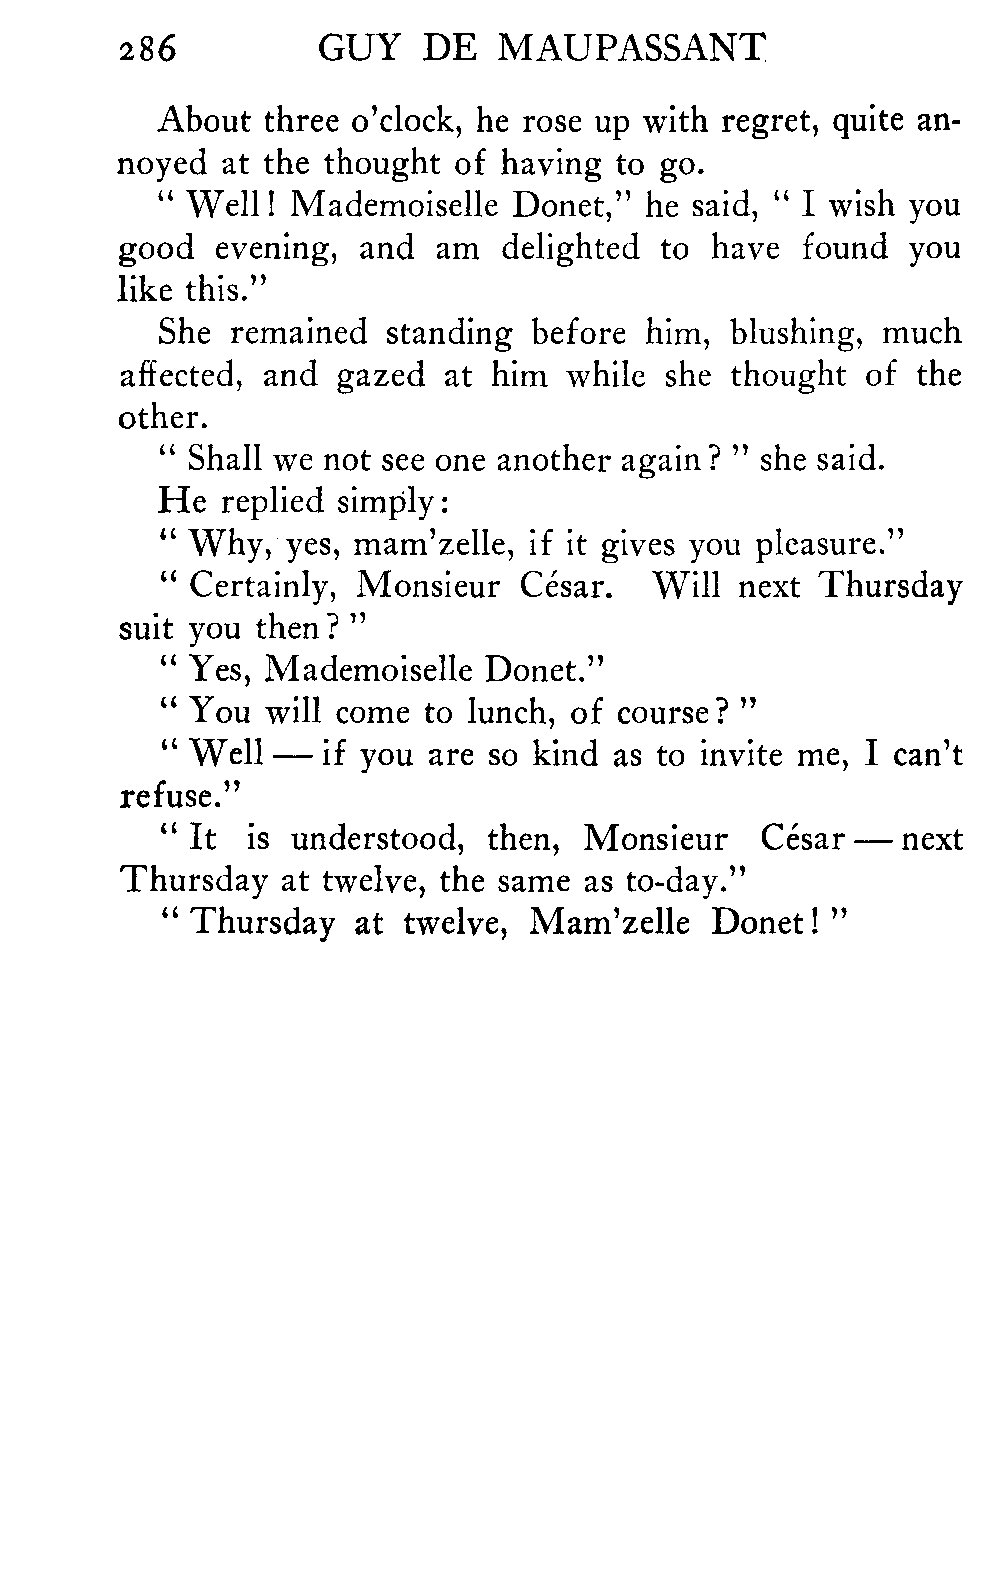 286 GUY DE MAUPASSANT
About three o'clock, he rose up with regret, quite an-
noyed at the thought of having to go.
" Well! Mademoiselle Donet," he said, " I wish you
good evening, and am delighted to have found you
like this."
She remained standing before him, blushing, much
affected, and gazed at him while she thought of the
other.
" Shall we not see one another again? " she said.
He replied simply:
" Why, yes, mam'zelle, if it gives you pleasure."
" Certainly, Monsieur César. Will next Thursday
suit you then? "
" Yes, Mademoiselle Donet."
" You will come to lunch, of course? "
" Well — if you are so kind as to invite me, I can't
refuse."
" It is understood, then, Monsieur César — next
Thursday at twelve, the same as to-day."
" Thursday at twelve, Mam'zelle Donet! "